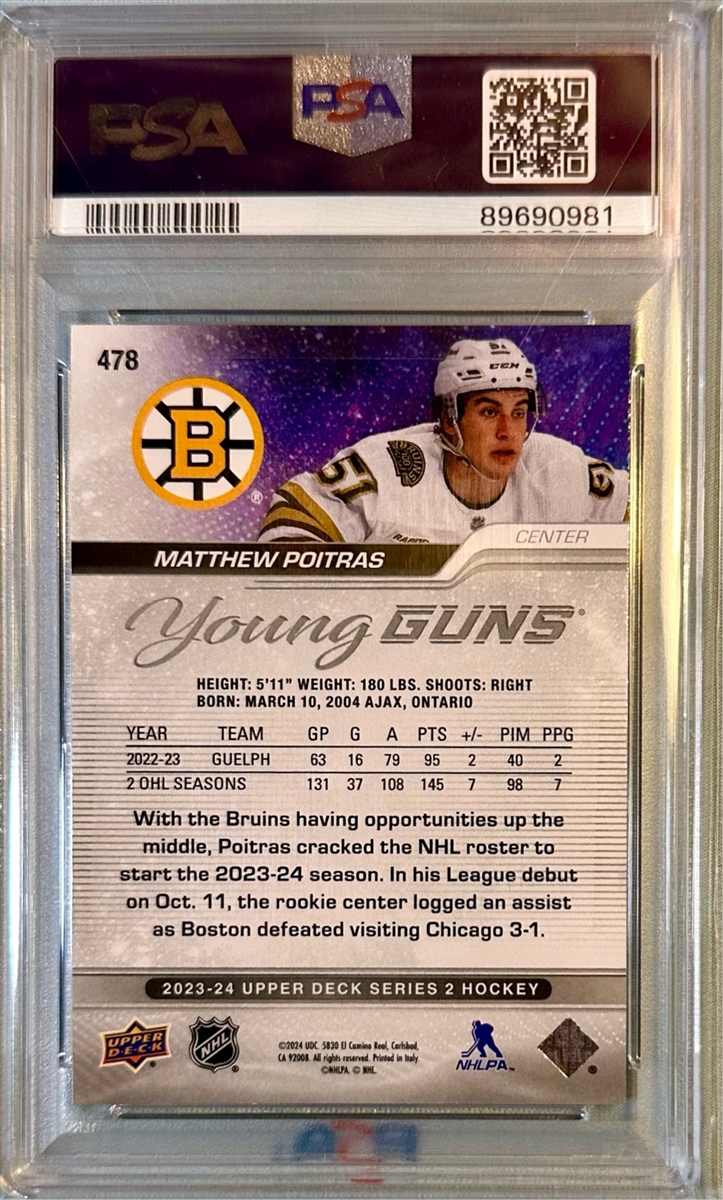 PSA
PSA
89690981
478
B
®
51
CCM
51
BRUINS
CENTER
MATTHEW POITRAS
Young GUNS®
HEIGHT: 5'11" WEIGHT: 180 LBS. SHOOTS: RIGHT
BORN: MARCH 10, 2004 AJAX, ONTARIO
YEAR TEAM GP G A PTS +/- PIM PPG
2022-23 GUELPH 63 16 79 95 2 40 2
2 OHL SEASONS 131 37 108 145 7 98 7
With the Bruins having opportunities up the
middle, Poitras cracked the NHL roster to
start the 2023-24 season. In his League debut
on Oct. 11, the rookie center logged an assist
as Boston defeated visiting Chicago 3-1.
2023-24 UPPER DECK SERIES 2 HOCKEY
UPPER
D·E·C·K
®
NHL
®
©2024 UDC. 5830 El Camino Real, Carlsbad,
CA 92008. All rights reserved. Printed in Italy.
©NHLPA. © NHL.
NHLPA™
®